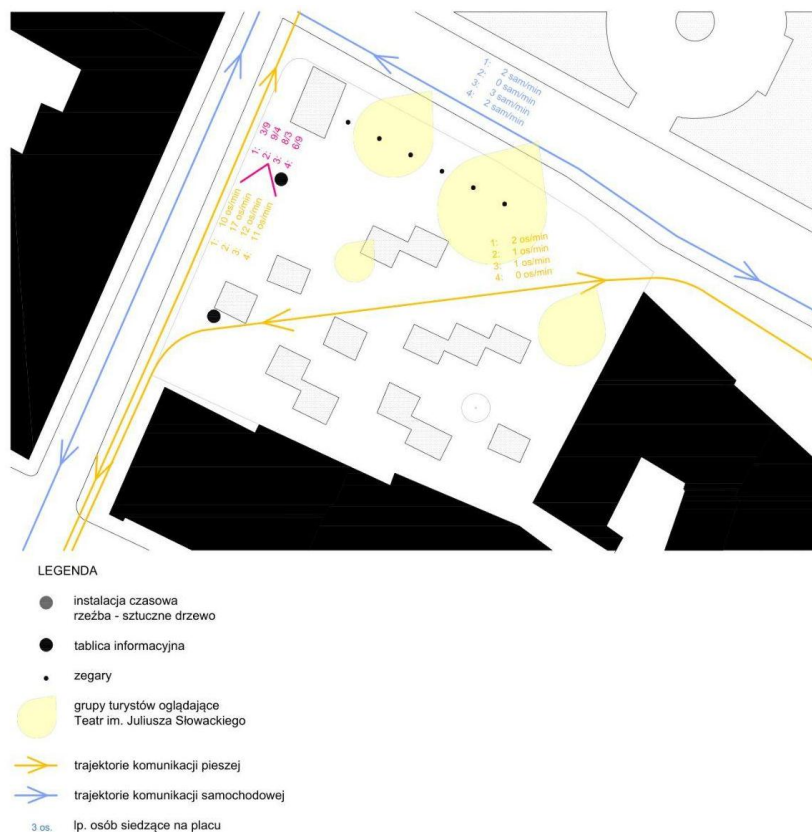 1: 2 sam/min
2: 0 sam/min
3: 3 sam/min
4: 2 sam/min
1: 3/9
2: 9/4
3: 8/3
4: 6/9
1: 10 os/min
2: 17 os/min
3: 12 os/min
4: 11 os/min
1: 2 os/min
2: 1 os/min
3: 1 os/min
4: 0 os/min
LEGENDA
instalacja czasowa
rzeźba - sztuczne drzewo
tablica informacyjna
zegary
grupy turystów oglądające
Teatr im. Juliusza Słowackiego
trajektorie komunikacji pieszej
trajektorie komunikacji samochodowej
3 os. lp. osób siedzące na placu